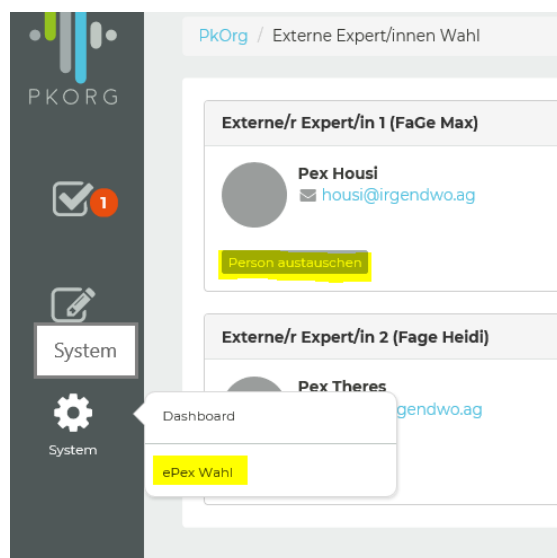 PkOrg / Externe Expert/innen Wahl
PKORG
Externe/r Expert/in 1 (FaGe Max)
Pex Housi
housi@irgendwo.ag
1
Person austauschen
System
Externe/r Expert/in 2 (Fage Heidi)
Pex Theres
gendwo.ag
Dashboard
System
ePex Wahl